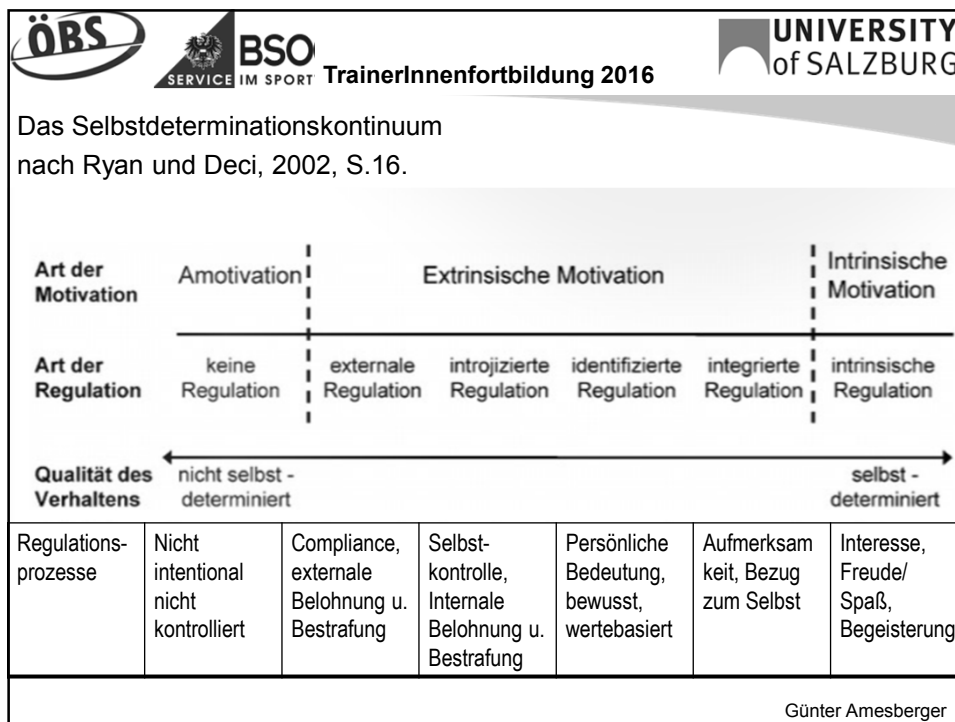 ÖBS
BSO
SERVICE IM SPORT
TrainerInnenfortbildung 2016
UNIVERSITY
of SALZBURG
Das Selbstdeterminationskontinuum
nach Ryan und Deci, 2002, S.16.
Art der
Motivation
Amotivation
Extrinsische Motivation
Intrinsische
Motivation
Art der
Regulation
keine
Regulation
externale
Regulation
introjizierte
Regulation
identifizierte
Regulation
integrierte
Regulation
intrinsische
Regulation
Qualität des
Verhaltens
nicht selbst -
determiniert
selbst -
determiniert
Regulations-
prozesse
Nicht
intentional
nicht
kontrolliert
Compliance,
externale
Belohnung u.
Bestrafung
Selbst-
kontrolle,
Internale
Belohnung u.
Bestrafung
Persönliche
Bedeutung,
bewusst,
wertebasiert
Aufmerksam
keit, Bezug
zum Selbst
Interesse,
Freude/
Spaß,
Begeisterung
Günter Amesberger